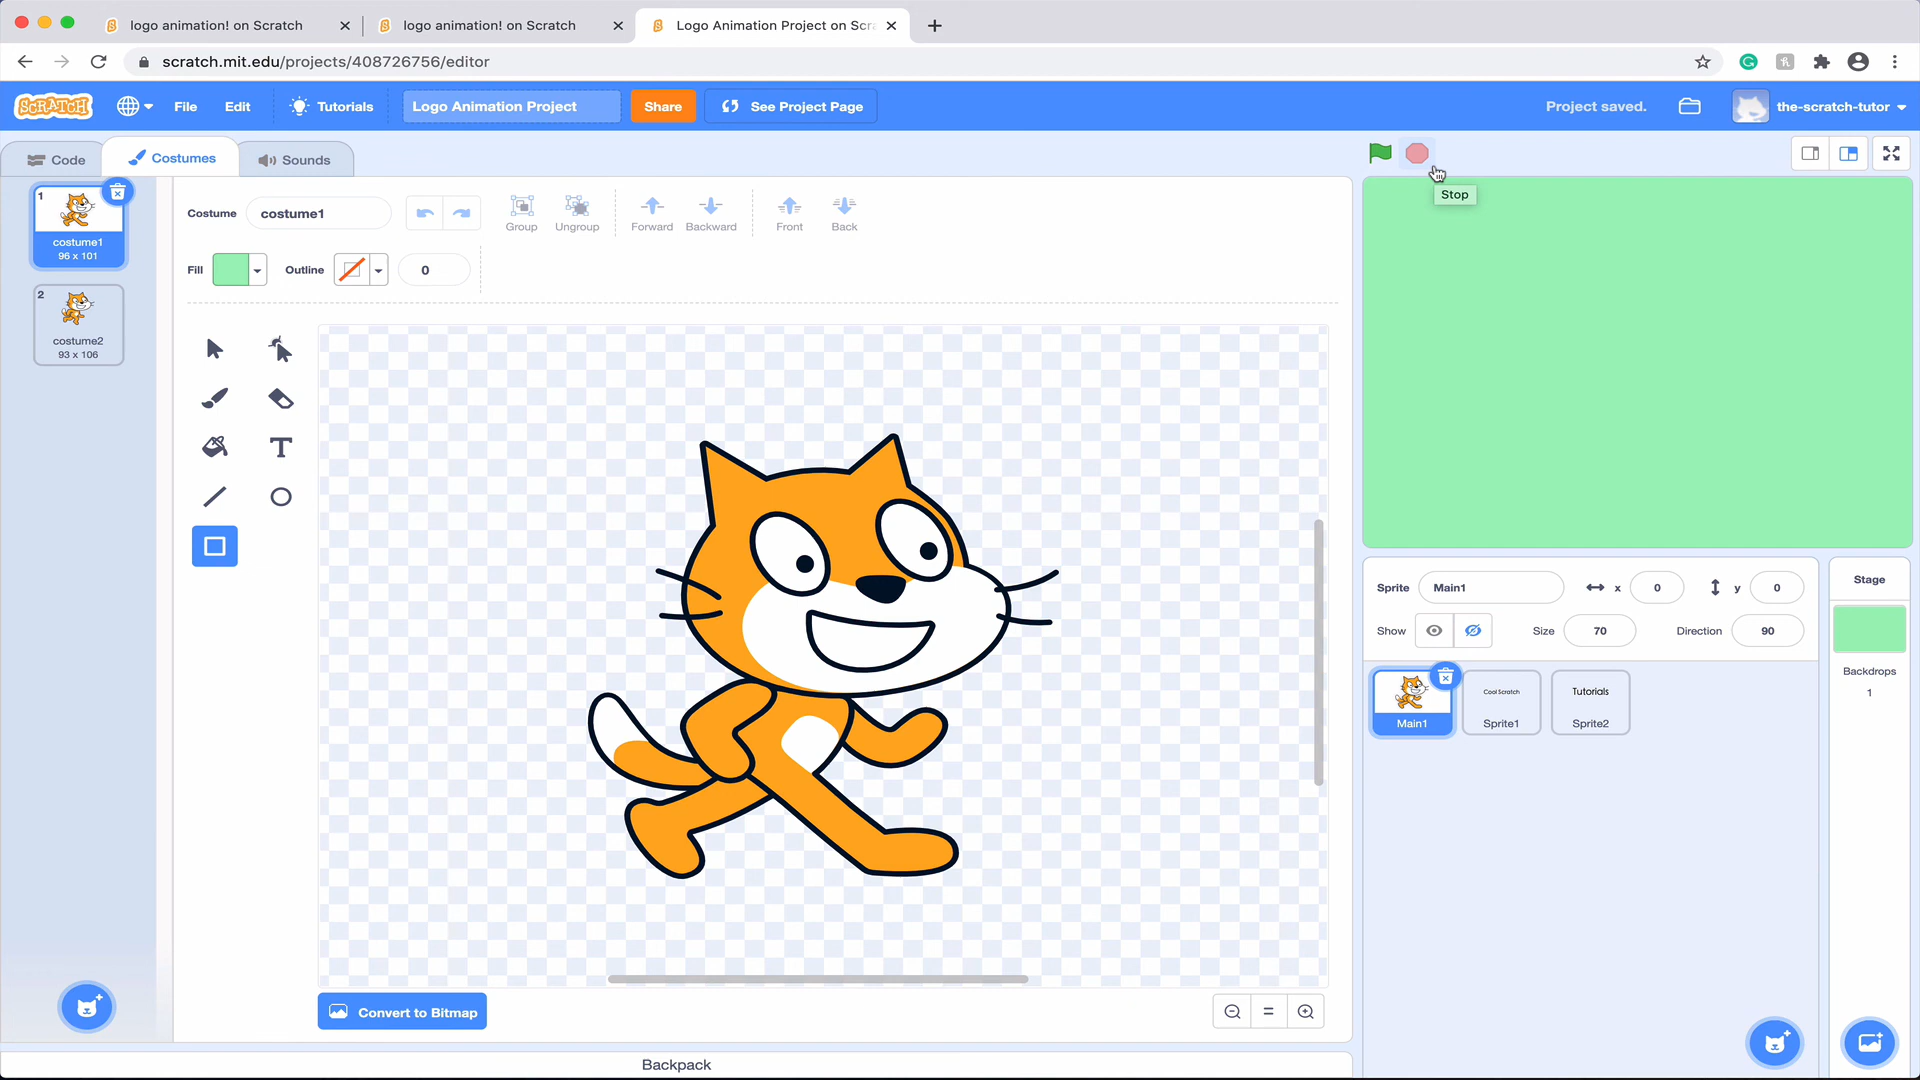 logo animation! on Scratch
logo animation! on Scratch
Logo Animation Project on Scra
scratch.mit.edu/projects/408726756/editor
SCRATCH
File
Edit
Tutorials
Logo Animation Project
Share
See Project Page
Project saved.
the-scratch-tutor
Code
Costumes
Sounds
Stop
1
costume1
96 x 101
2
costume2
93 x 106
Costume
costume1
Group
Ungroup
Forward
Backward
Front
Back
Fill
Outline
0
T
Convert to Bitmap
Backpack
Sprite
Main1
x
0
y
0
Show
Size
70
Direction
90
Main1
Cool Scratch
Sprite1
Tutorials
Sprite2
Stage
Backdrops
1